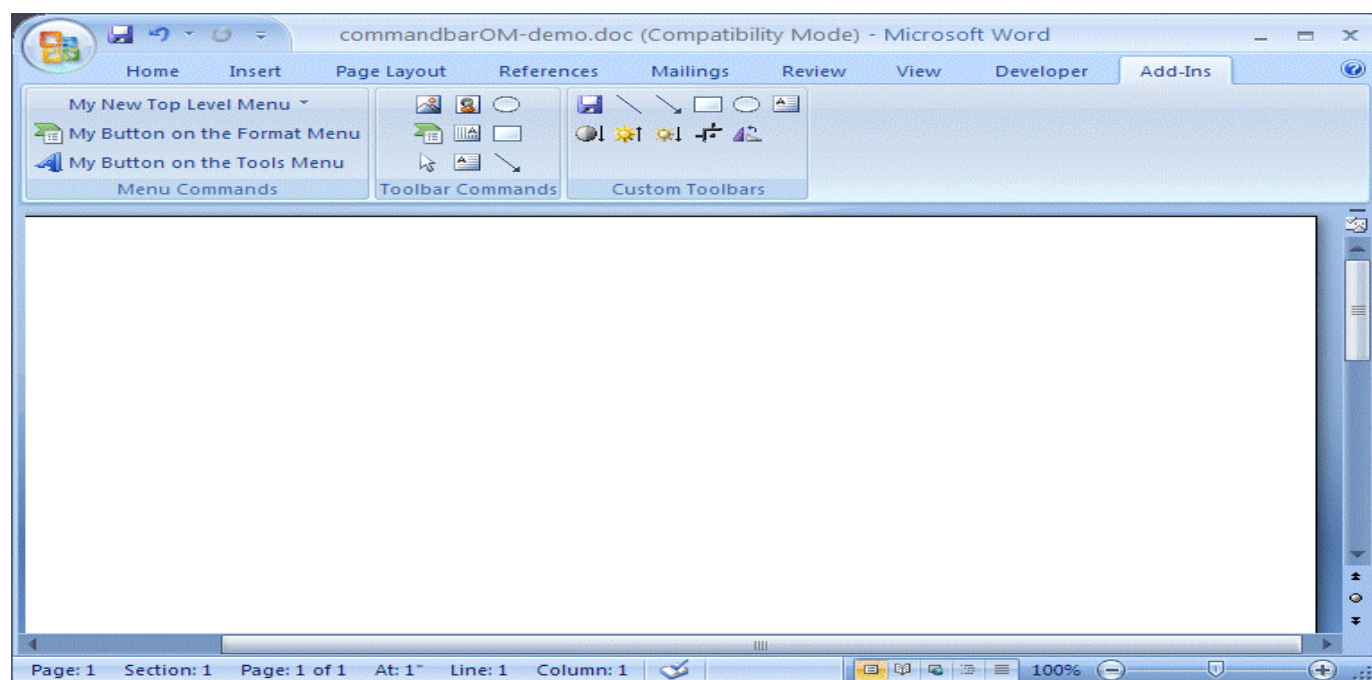 commandbarOM-demo.doc (Compatibility Mode) - Microsoft Word
Home Insert Page Layout References Mailings Review View Developer Add-Ins
My New Top Level Menu
My Button on the Format Menu
My Button on the Tools Menu
Menu Commands
Toolbar Commands
Custom Toolbars
Page: 1 Section: 1 Page: 1 of 1 At: 1" Line: 1 Column: 1 100%